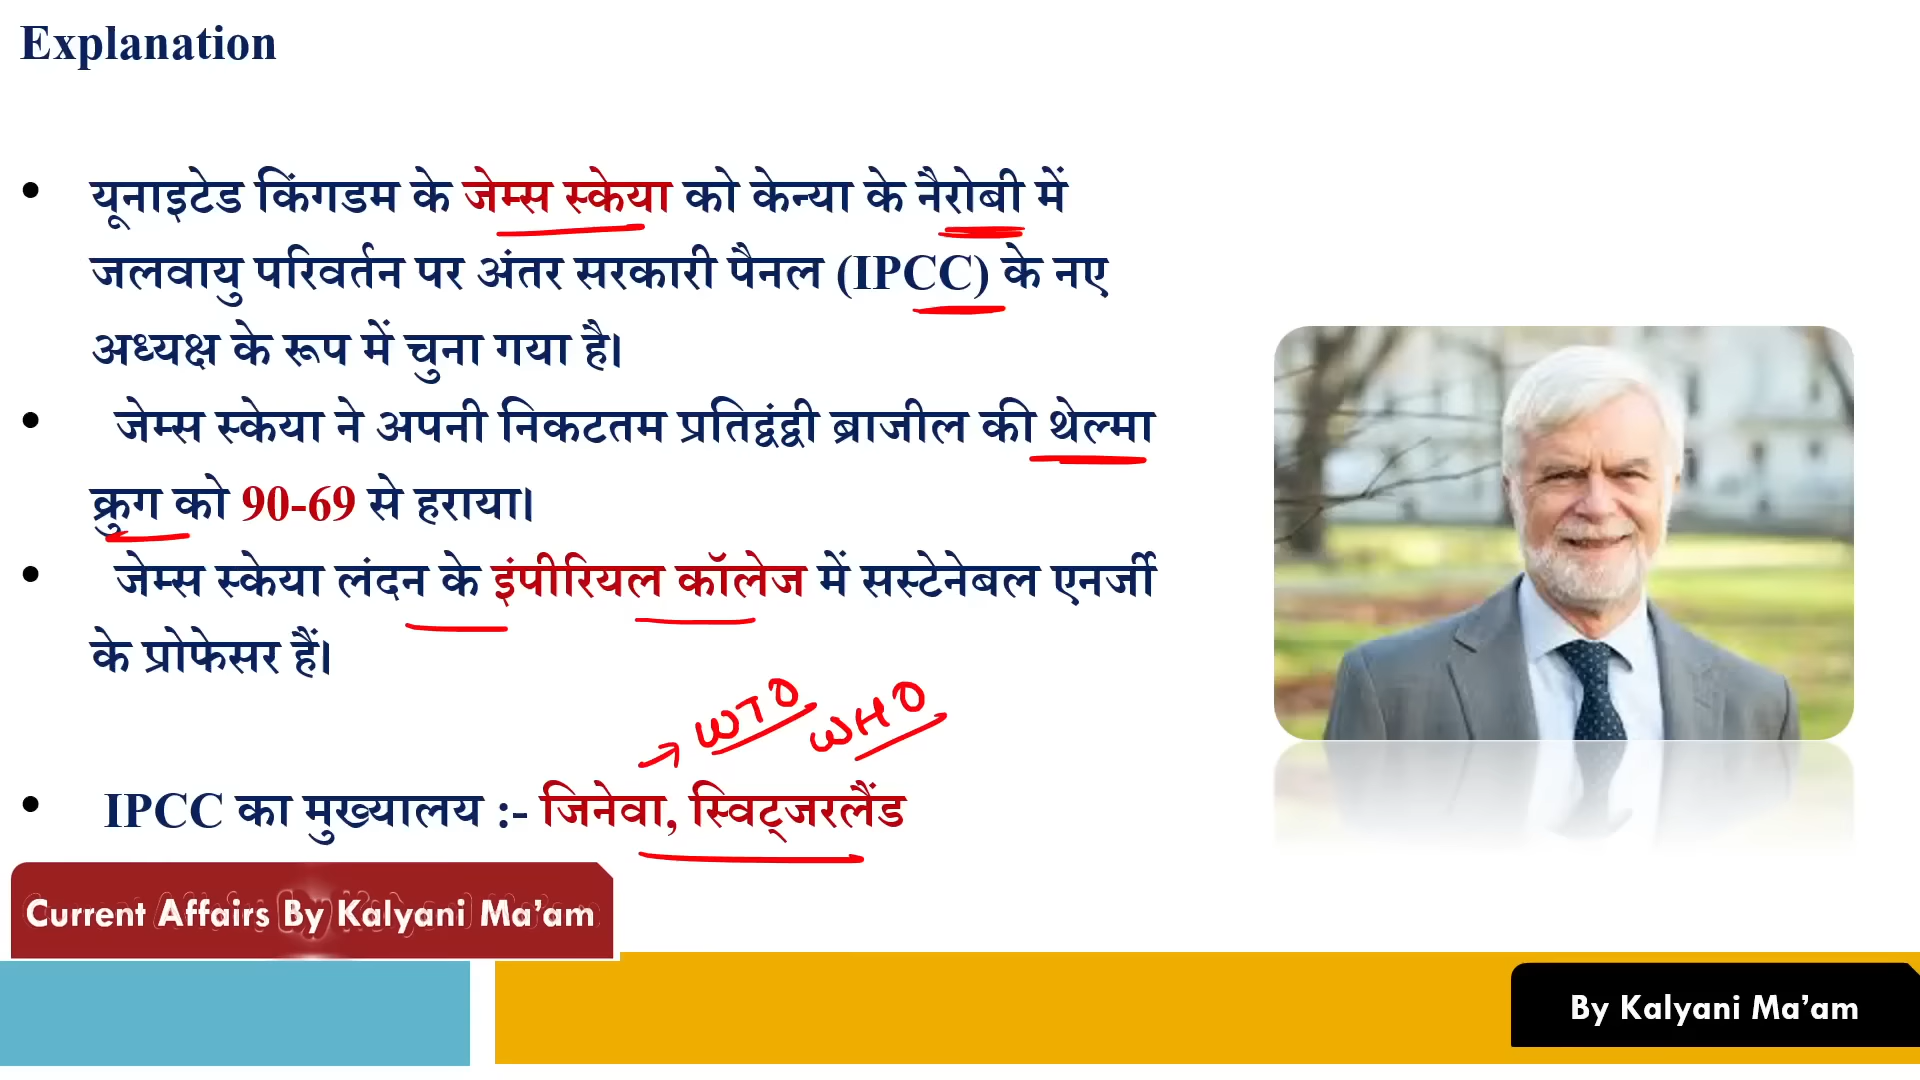 Explanation
• यूनाइटेड किंगडम के जेम्स स्केया को केन्या के नैरोबी में
जलवायु परिवर्तन पर अंतर सरकारी पैनल (IPCC) के नए
अध्यक्ष के रूप में चुना गया है।
• जेम्स स्केया ने अपनी निकटतम प्रतिद्वंद्वी ब्राजील की थेल्मा
क्रुग को 90-69 से हराया।
• जेम्स स्केया लंदन के इंपीरियल कॉलेज में सस्टेनेबल एनर्जी
के प्रोफेसर हैं।
→ WTO WHO
• IPCC का मुख्यालय :- जिनेवा, स्विट्जरलैंड
Current Affairs By Kalyani Ma’am
By Kalyani Ma’am